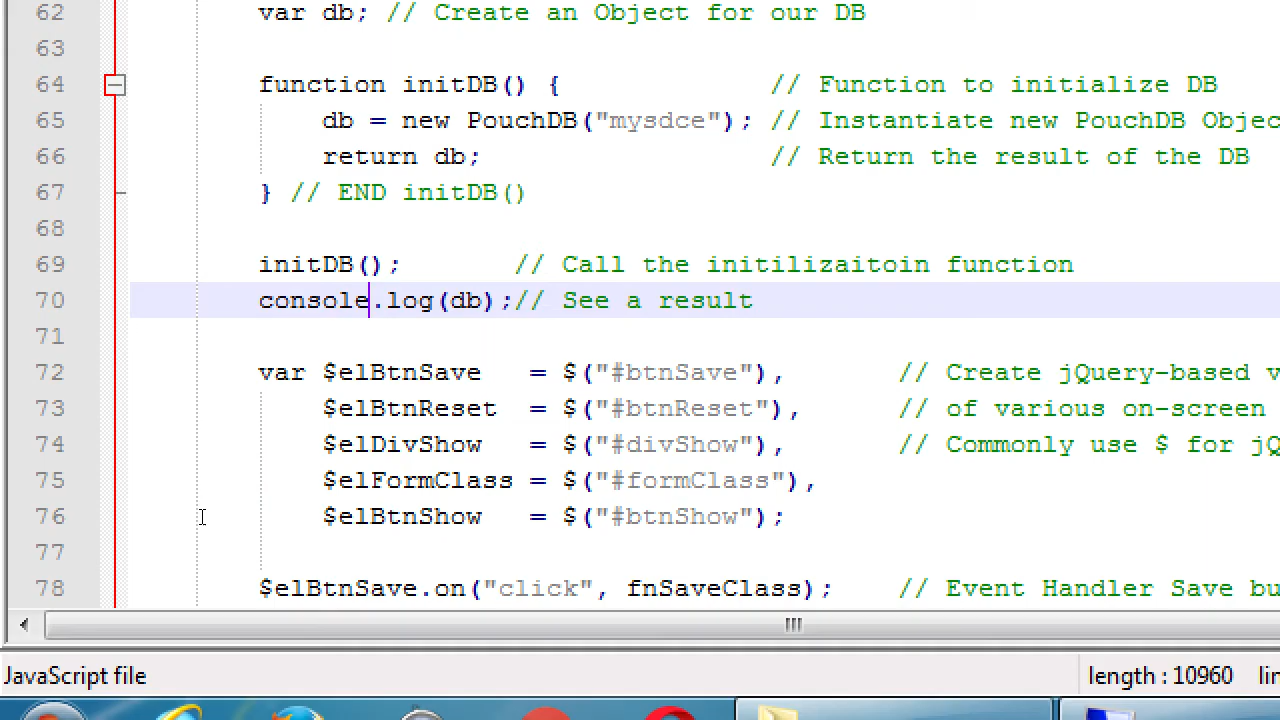 62 var db; // Create an Object for our DB
63
64 function initDB() { // Function to initialize DB
65 db = new PouchDB("mysdce"); // Instantiate new PouchDB Objec
66 return db; // Return the result of the DB
67 } // END initDB()
68
69 initDB(); // Call the initilizaitoin function
70 console.log(db);// See a result
71
72 var $elBtnSave = $("#btnSave"), // Create jQuery-based v
73 $elBtnReset = $("#btnReset"), // of various on-screen
74 $elDivShow = $("#divShow"), // Commonly use $ for jQ
75 $elFormClass = $("#formClass"),
76 $elBtnShow = $("#btnShow");
77
78 $elBtnSave.on("click", fnSaveClass); // Event Handler Save bu
JavaScript file length : 10960 lin